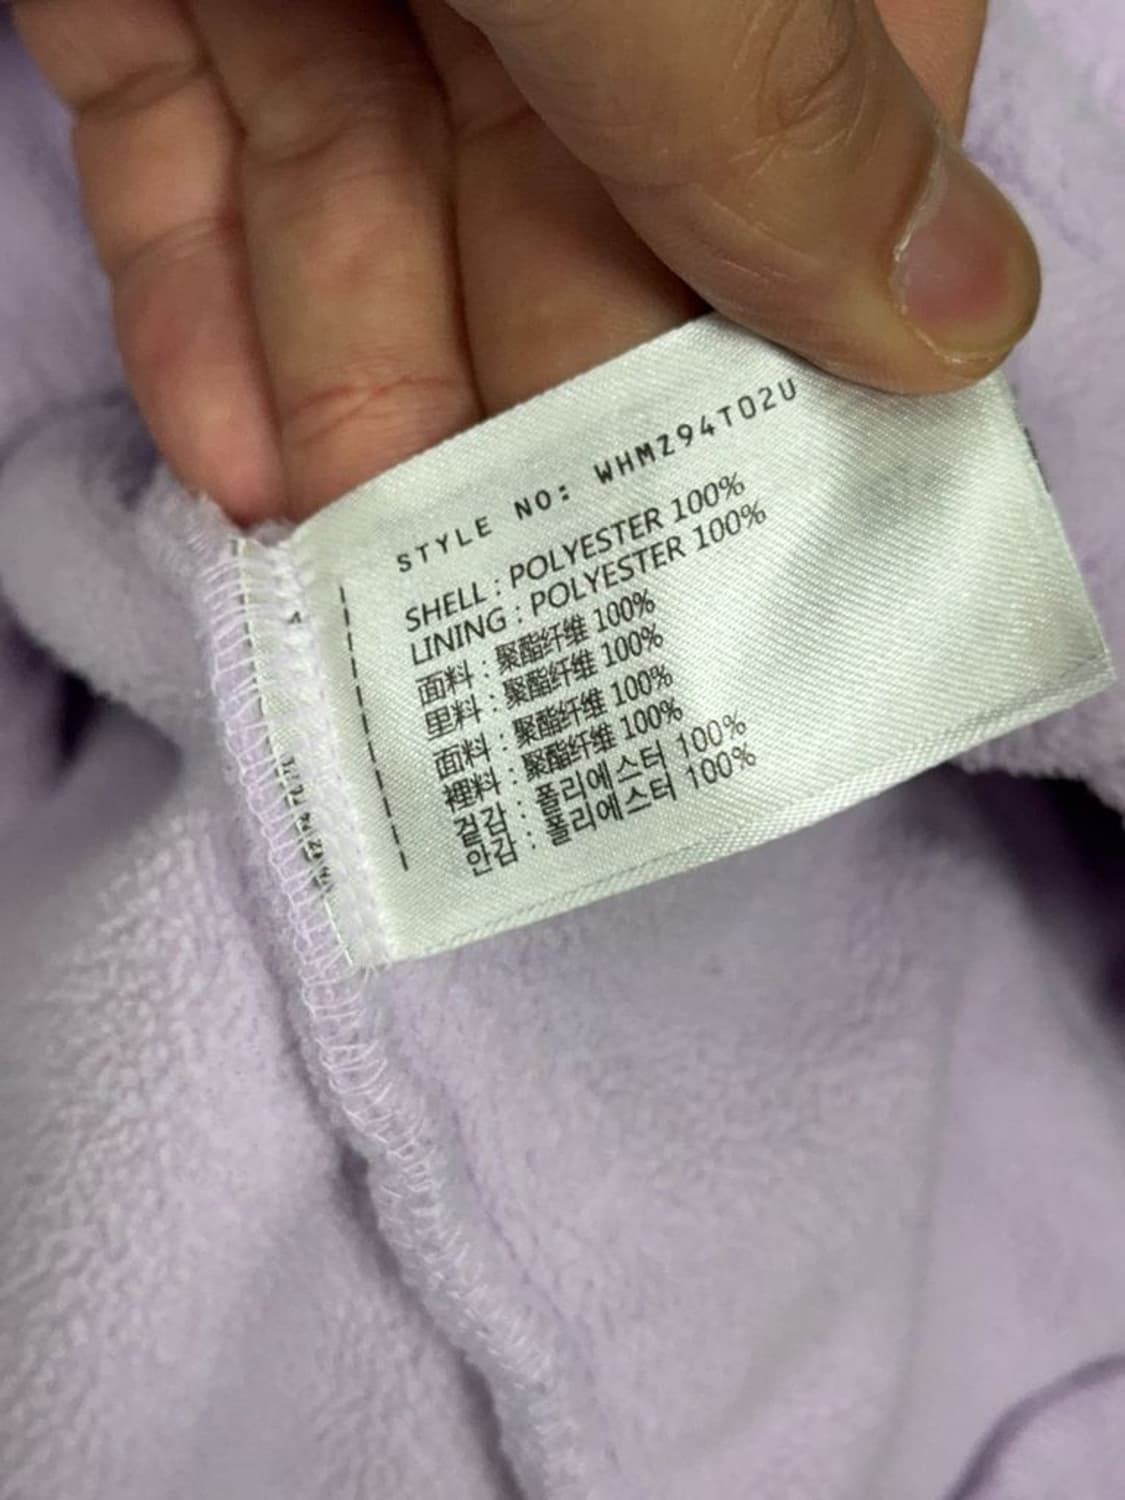 STYLE NO: WHMZ94T02U
SHELL : POLYESTER 100%
LINING : POLYESTER 100%
面料 : 聚酯纤维 100%
里料 : 聚酯纤维 100%
面料 : 聚酯纤维 100%
裡料 : 聚酯纤维 100%
겉감 : 폴리에스터 100%
안감 : 폴리에스터 100%